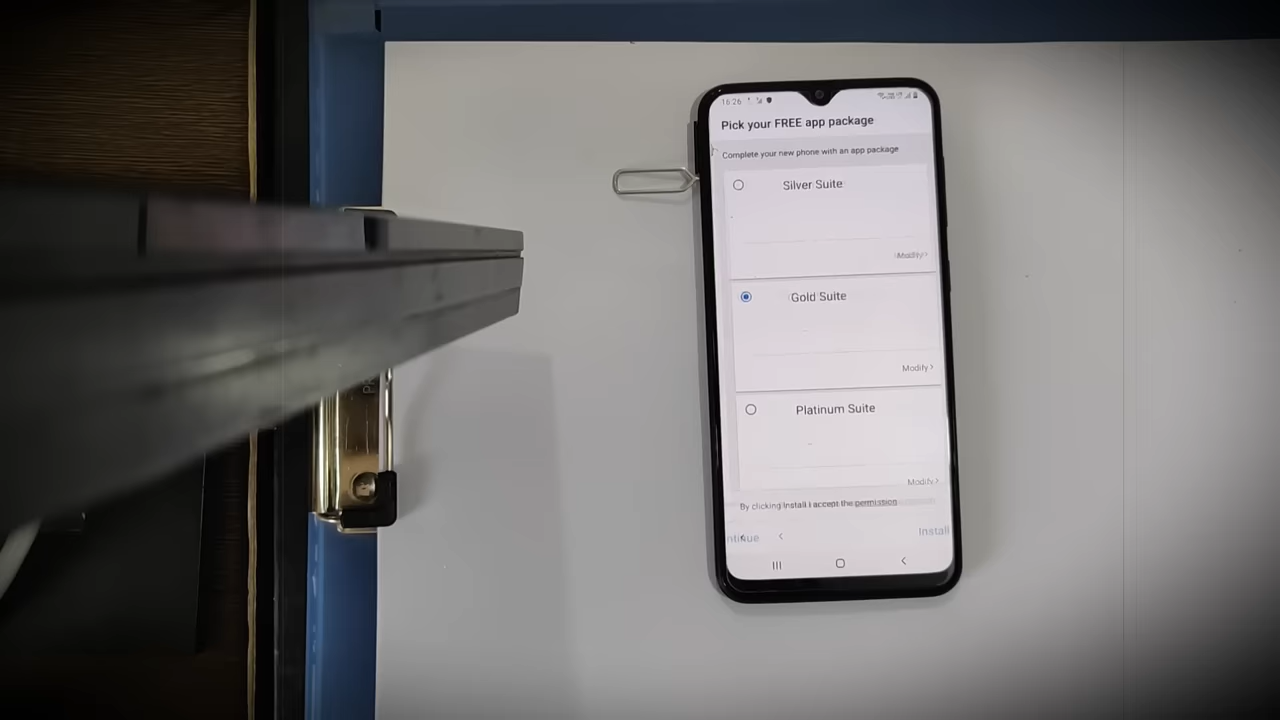 16:26
Pick your FREE app package
Complete your new phone with an app package
Silver Suite
Modify >
Gold Suite
Modify >
Platinum Suite
Modify >
By clicking Install I accept the permission
ntinue < Install